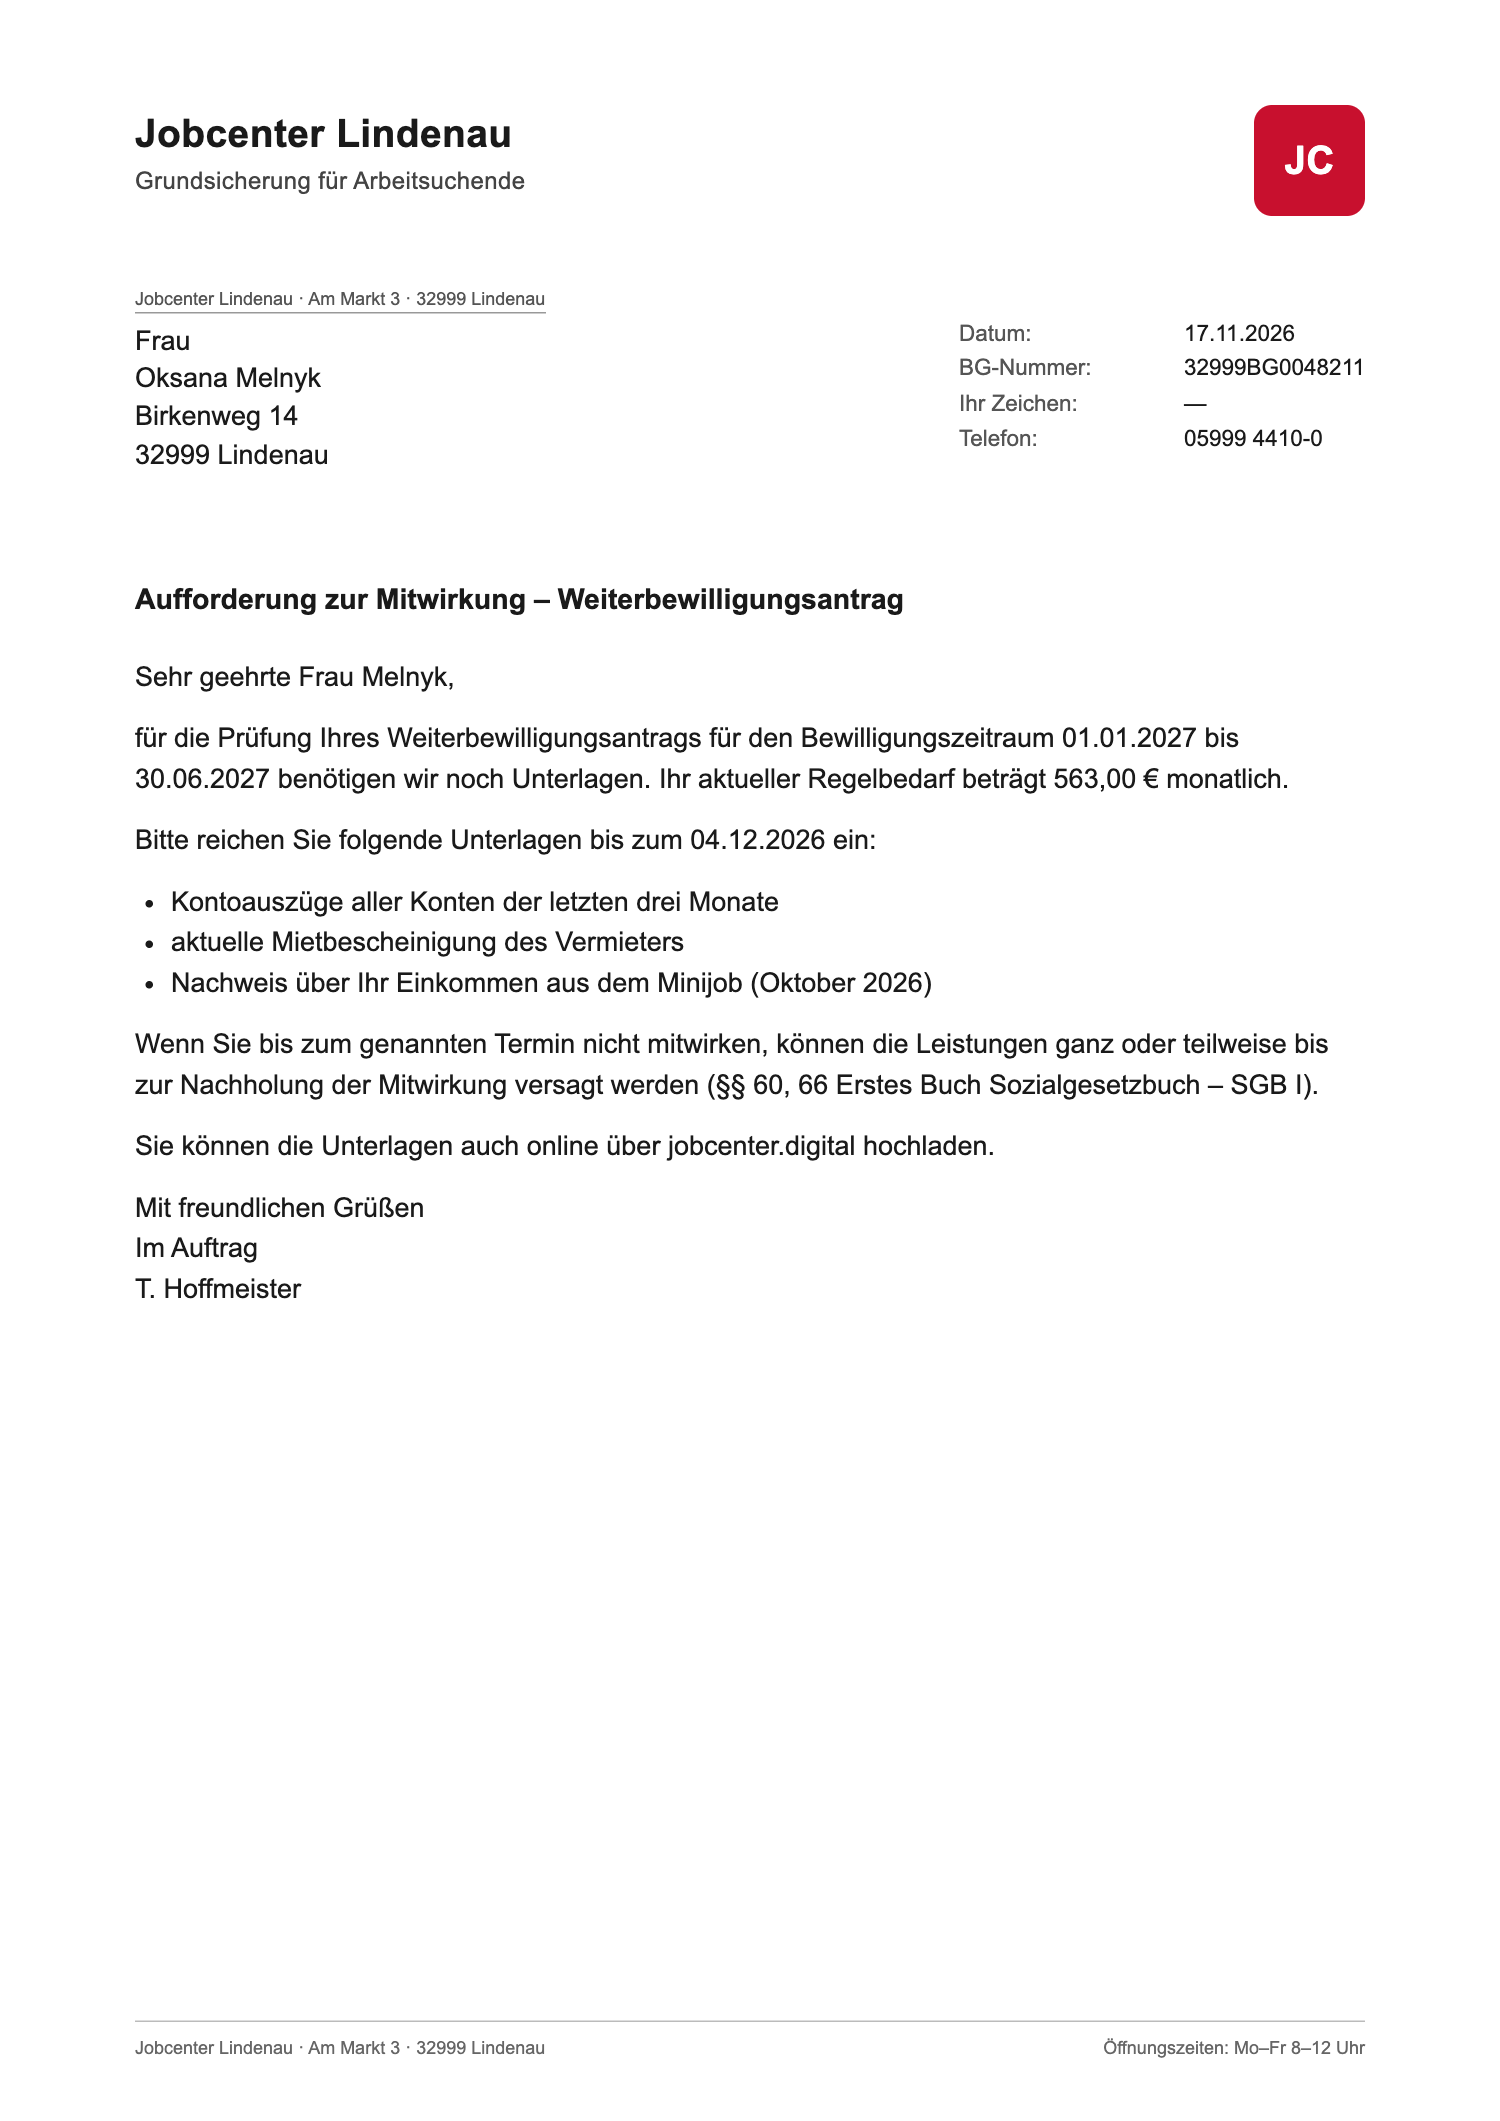 Jobcenter Lindenau
Grundsicherung für Arbeitsuchende
JC
Jobcenter Lindenau · Am Markt 3 · 32999 Lindenau
Frau
Oksana Melnyk
Birkenweg 14
32999 Lindenau
Datum: 17.11.2026
BG-Nummer: 32999BG0048211
Ihr Zeichen: —
Telefon: 05999 4410-0
Aufforderung zur Mitwirkung – Weiterbewilligungsantrag
Sehr geehrte Frau Melnyk,
für die Prüfung Ihres Weiterbewilligungsantrags für den Bewilligungszeitraum 01.01.2027 bis
30.06.2027 benötigen wir noch Unterlagen. Ihr aktueller Regelbedarf beträgt 563,00 € monatlich.
Bitte reichen Sie folgende Unterlagen bis zum 04.12.2026 ein:
• Kontoauszüge aller Konten der letzten drei Monate
• aktuelle Mietbescheinigung des Vermieters
• Nachweis über Ihr Einkommen aus dem Minijob (Oktober 2026)
Wenn Sie bis zum genannten Termin nicht mitwirken, können die Leistungen ganz oder teilweise bis
zur Nachholung der Mitwirkung versagt werden (§§ 60, 66 Erstes Buch Sozialgesetzbuch – SGB I).
Sie können die Unterlagen auch online über jobcenter.digital hochladen.
Mit freundlichen Grüßen
Im Auftrag
T. Hoffmeister
Jobcenter Lindenau · Am Markt 3 · 32999 Lindenau
Öffnungszeiten: Mo–Fr 8–12 Uhr